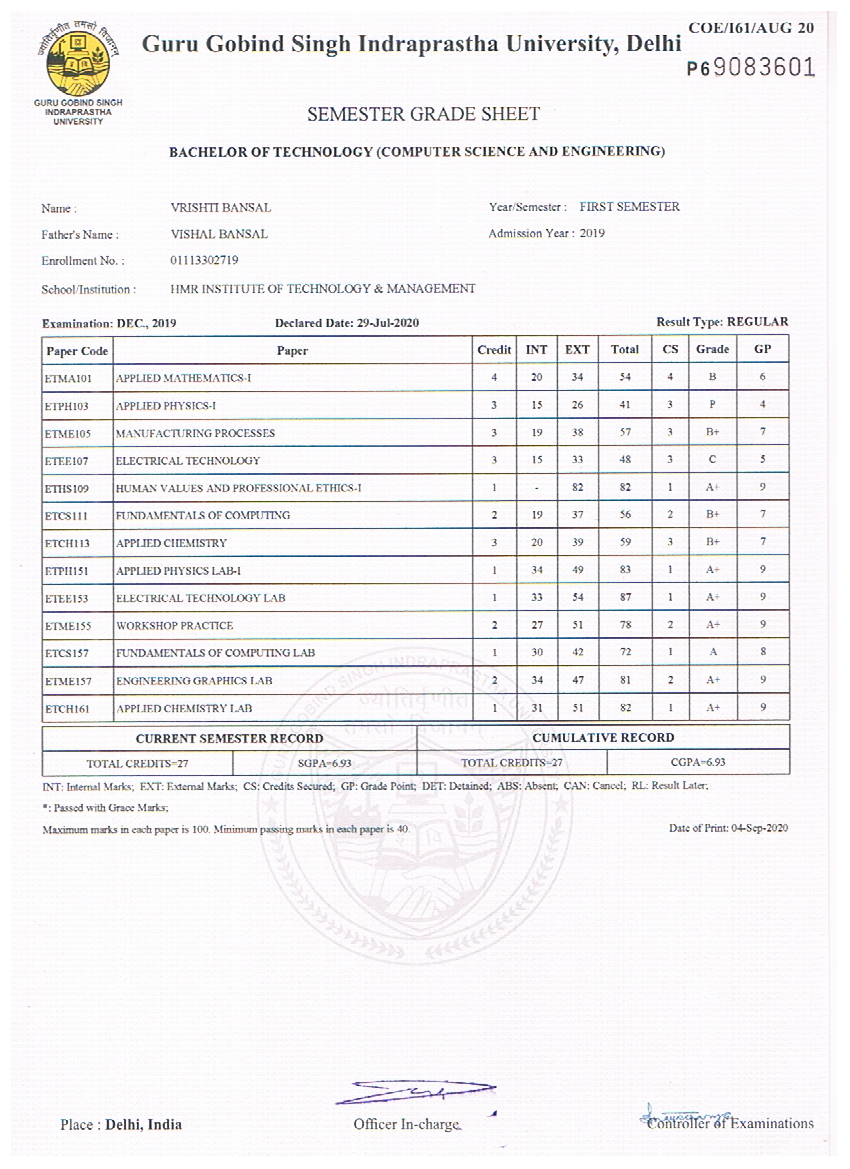 ज्योतिर्वृणीत तमसो विजानन
GURU GOBIND SINGH
INDRAPRASTHA
UNIVERSITY
Guru Gobind Singh Indraprastha University, Delhi
COE/I61/AUG 20
P69083601
SEMESTER GRADE SHEET
BACHELOR OF TECHNOLOGY (COMPUTER SCIENCE AND ENGINEERING)
Name : VRISHTI BANSAL Year/Semester : FIRST SEMESTER
Father's Name : VISHAL BANSAL Admission Year : 2019
Enrollment No. : 01113302719
School/Institution : HMR INSTITUTE OF TECHNOLOGY & MANAGEMENT
Examination: DEC., 2019 Declared Date: 29-Jul-2020 Result Type: REGULAR
Paper Code Paper Credit INT EXT Total CS Grade GP
ETMA101 APPLIED MATHEMATICS-I 4 20 34 54 4 B 6
ETPH103 APPLIED PHYSICS-I 3 15 26 41 3 P 4
ETME105 MANUFACTURING PROCESSES 3 19 38 57 3 B+ 7
ETEE107 ELECTRICAL TECHNOLOGY 3 15 33 48 3 C 5
ETHS109 HUMAN VALUES AND PROFESSIONAL ETHICS-I 1 - 82 82 1 A+ 9
ETCS111 FUNDAMENTALS OF COMPUTING 2 19 37 56 2 B+ 7
ETCH113 APPLIED CHEMISTRY 3 20 39 59 3 B+ 7
ETPH151 APPLIED PHYSICS LAB-I 1 34 49 83 1 A+ 9
ETEE153 ELECTRICAL TECHNOLOGY LAB 1 33 54 87 1 A+ 9
ETME155 WORKSHOP PRACTICE 2 27 51 78 2 A+ 9
ETCS157 FUNDAMENTALS OF COMPUTING LAB 1 30 42 72 1 A 8
ETME157 ENGINEERING GRAPHICS LAB 2 34 47 81 2 A+ 9
ETCH161 APPLIED CHEMISTRY LAB 1 31 51 82 1 A+ 9
CURRENT SEMESTER RECORD CUMULATIVE RECORD
TOTAL CREDITS=27 SGPA=6.93 TOTAL CREDITS=27 CGPA=6.93
INT: Internal Marks; EXT: External Marks; CS: Credits Secured; GP: Grade Point; DET: Detained; ABS: Absent; CAN: Cancel; RL: Result Later;
*: Passed with Grace Marks;
Maximum marks in each paper is 100. Minimum passing marks in each paper is 40. Date of Print: 04-Sep-2020
GURU GOBIND SINGH INDRAPRASTHA UNIVERSITY
ज्योतिर्वृणीत
तमसो विजानन
Place : Delhi, India Officer In-charge Controller of Examinations